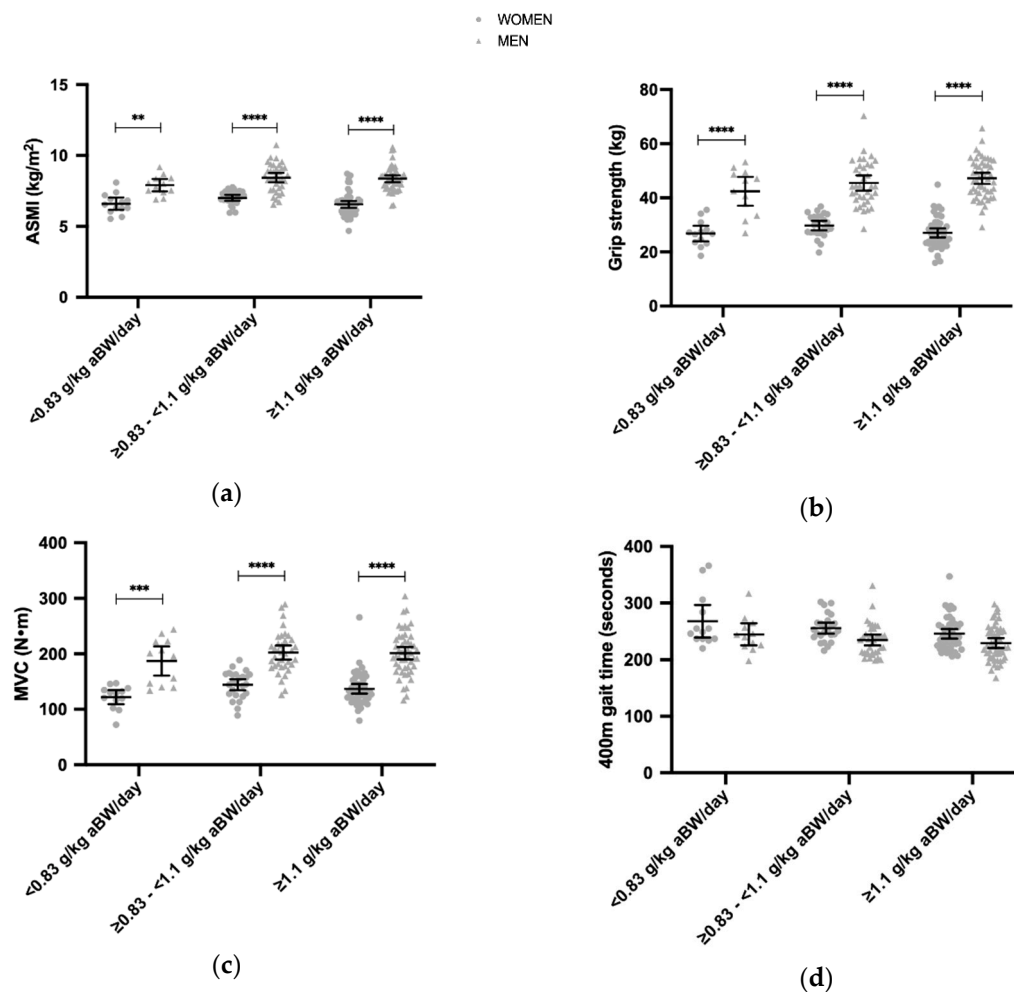 WOMEN
MEN
15
10
5
0
ASMI (kg/m²)
**
****
****
<0.83 g/kg aBW/day
≥0.83 - <1.1 g/kg aBW/day
≥1.1 g/kg aBW/day
(a)
80
60
40
20
0
Grip strength (kg)
****
****
****
<0.83 g/kg aBW/day
≥0.83 - <1.1 g/kg aBW/day
≥1.1 g/kg aBW/day
(b)
400
300
200
100
0
MVC (N•m)
***
****
****
<0.83 g/kg aBW/day
≥0.83 - <1.1 g/kg aBW/day
≥1.1 g/kg aBW/day
(c)
400
300
200
100
0
400m gait time (seconds)
<0.83 g/kg aBW/day
≥0.83 - <1.1 g/kg aBW/day
≥1.1 g/kg aBW/day
(d)